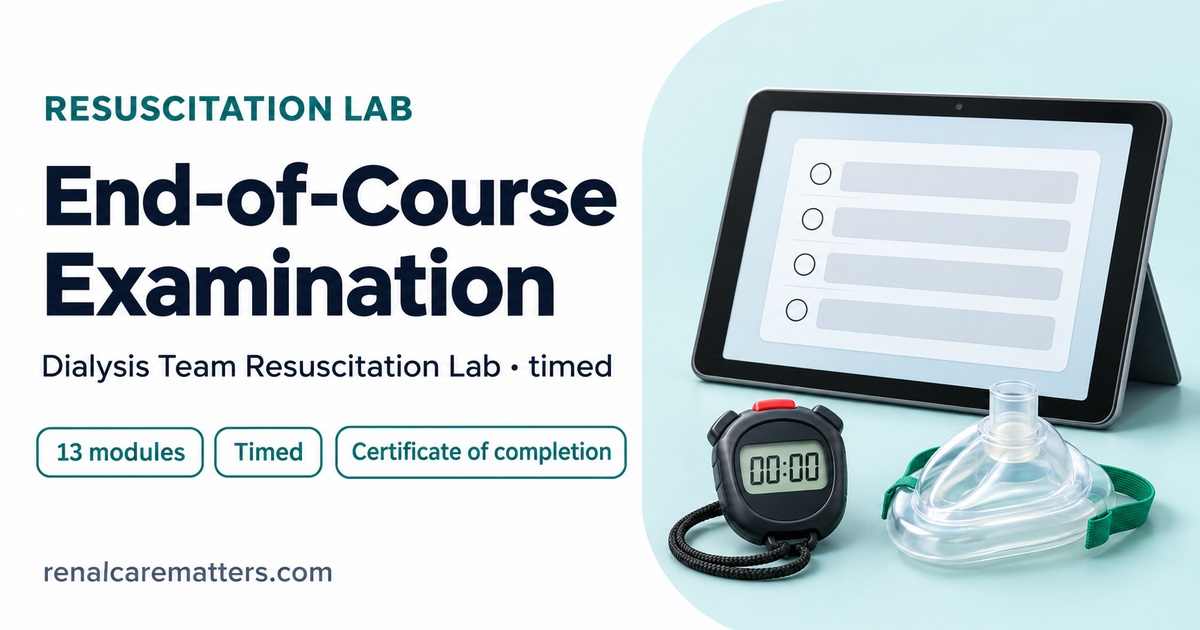 RESUSCITATION LAB
End-of-Course
Examination
Dialysis Team Resuscitation Lab • timed
13 modules
Timed
Certificate of completion
00:00
renalcarematters.com